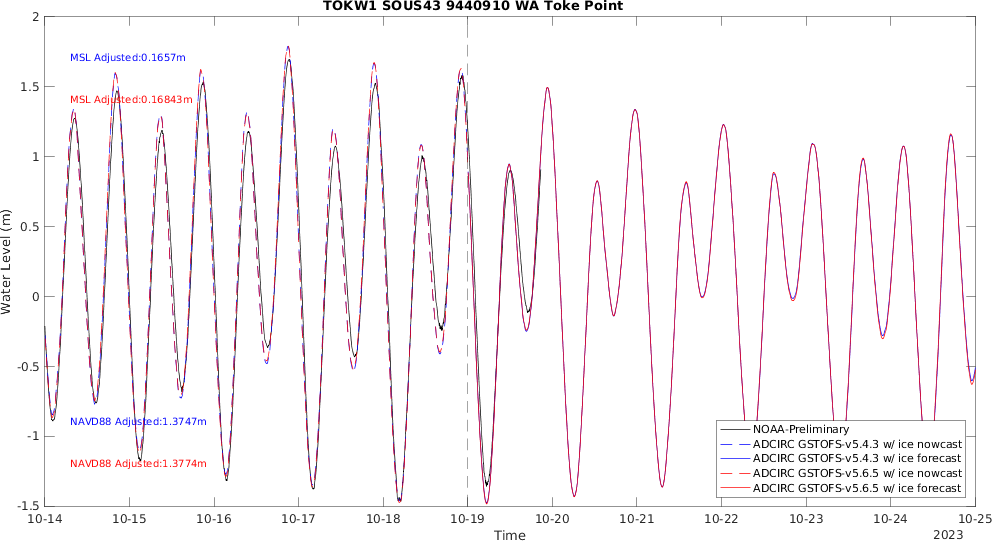 TOKW1 SOUS43 9440910 WA Toke Point
Water Level (m)
2
1.5
1
0.5
0
-0.5
-1
-1.5
MSL Adjusted:0.1657m
MSL Adjusted:0.16843m
NAVD88 Adjusted:1.3747m
NAVD88 Adjusted:1.3774m
NOAA-Preliminary
ADCIRC GSTOFS-v5.4.3 w/ ice nowcast
ADCIRC GSTOFS-v5.4.3 w/ ice forecast
ADCIRC GSTOFS-v5.6.5 w/ ice nowcast
ADCIRC GSTOFS-v5.6.5 w/ ice forecast
10-14 10-15 10-16 10-17 10-18 10-19 10-20 10-21 10-22 10-23 10-24 10-25
Time
2023